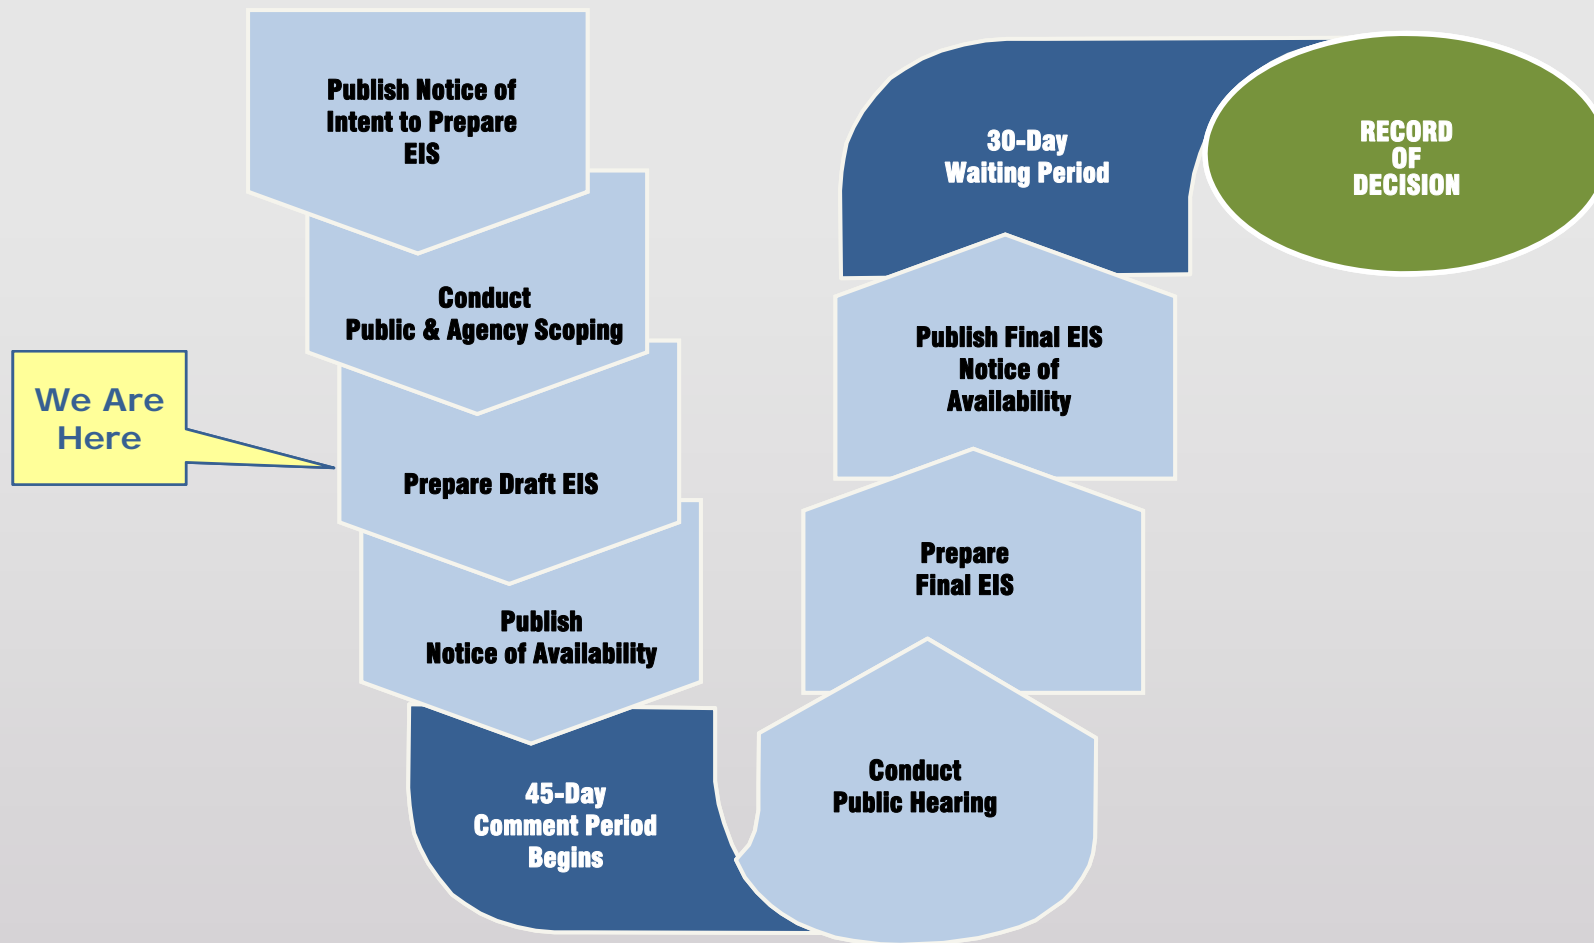 Publish Notice of
Intent to Prepare
EIS
Conduct
Public & Agency Scoping
We Are
Here
Prepare Draft EIS
Publish
Notice of Availability
45-Day
Comment Period
Begins
Conduct
Public Hearing
Prepare
Final EIS
Publish Final EIS
Notice of
Availability
30-Day
Waiting Period
RECORD
OF
DECISION